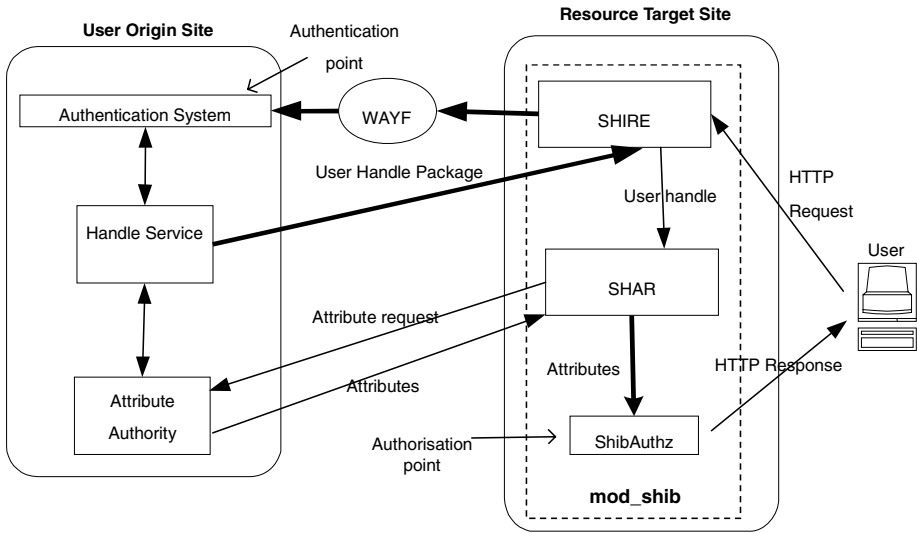 User Origin Site
Resource Target Site
Authentication
point
Authentication System
WAYF
SHIRE
User Handle Package
User handle
HTTP
Request
Handle Service
User
SHAR
Attribute request
Attributes
HTTP Response
Attributes
Attribute
Authority
Authorisation
point
ShibAuthz
mod_shib